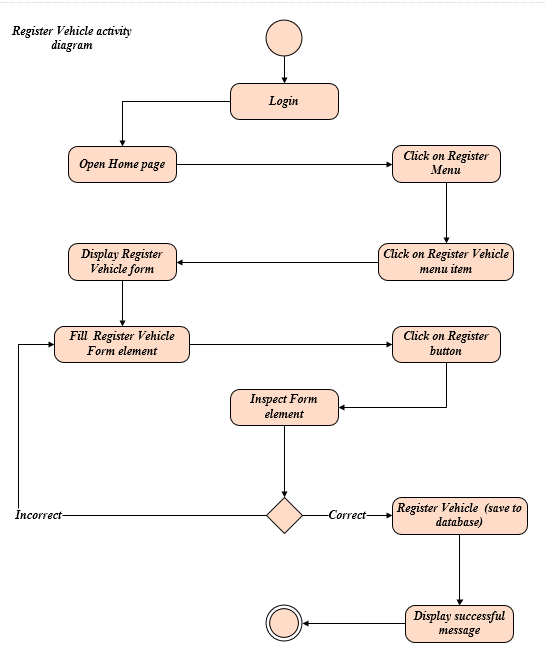 Register Vehicle activity
diagram
Login
Open Home page
Click on Register
Menu
Display Register
Vehicle form
Click on Register Vehicle
menu item
Fill  Register Vehicle
Form element
Click on Register
button
Inspect Form
element
Incorrect
Correct
Register Vehicle  (save to
database)
Display successful
message